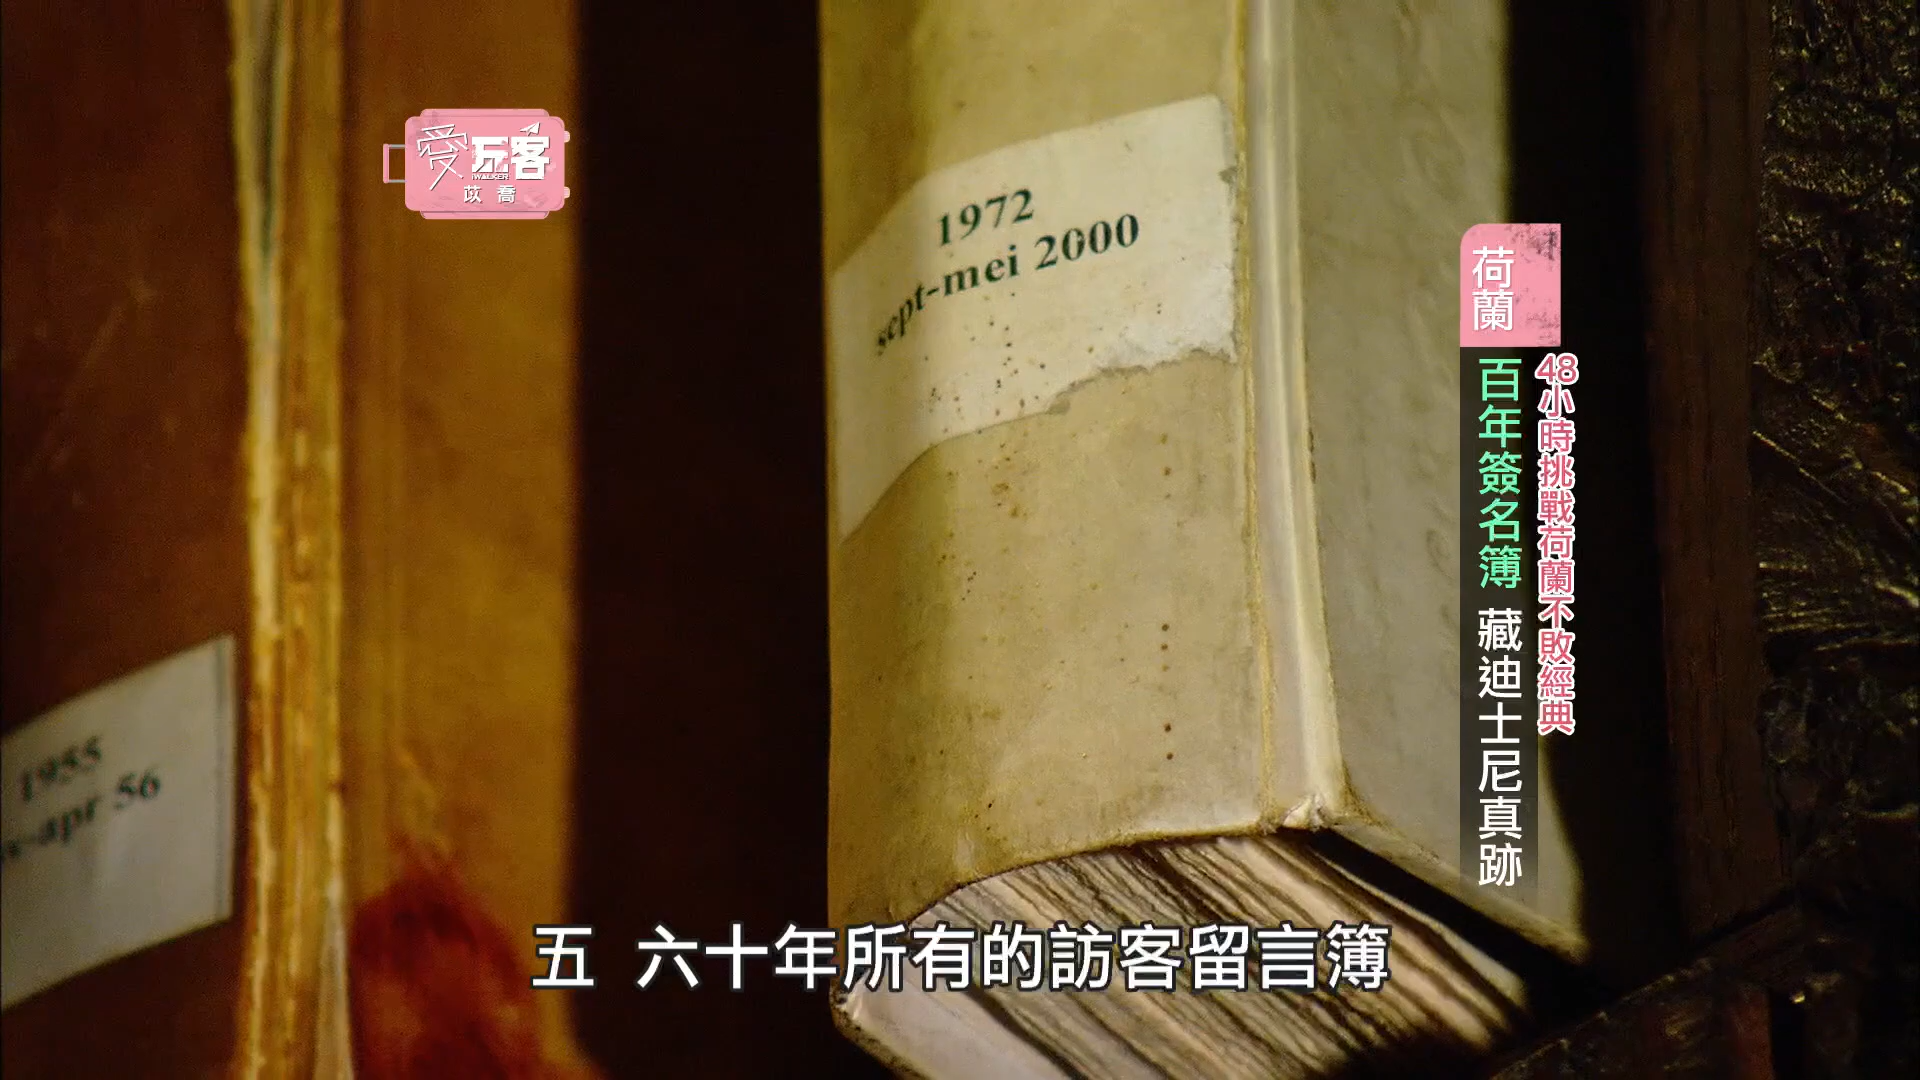 愛玩客
iWALKER
苡喬
荷蘭
48小時挑戰荷蘭不敗經典
百年簽名簿 藏迪士尼真跡
1972
sept-mei 2000
1955
apr 56
五 六十年所有的訪客留言簿